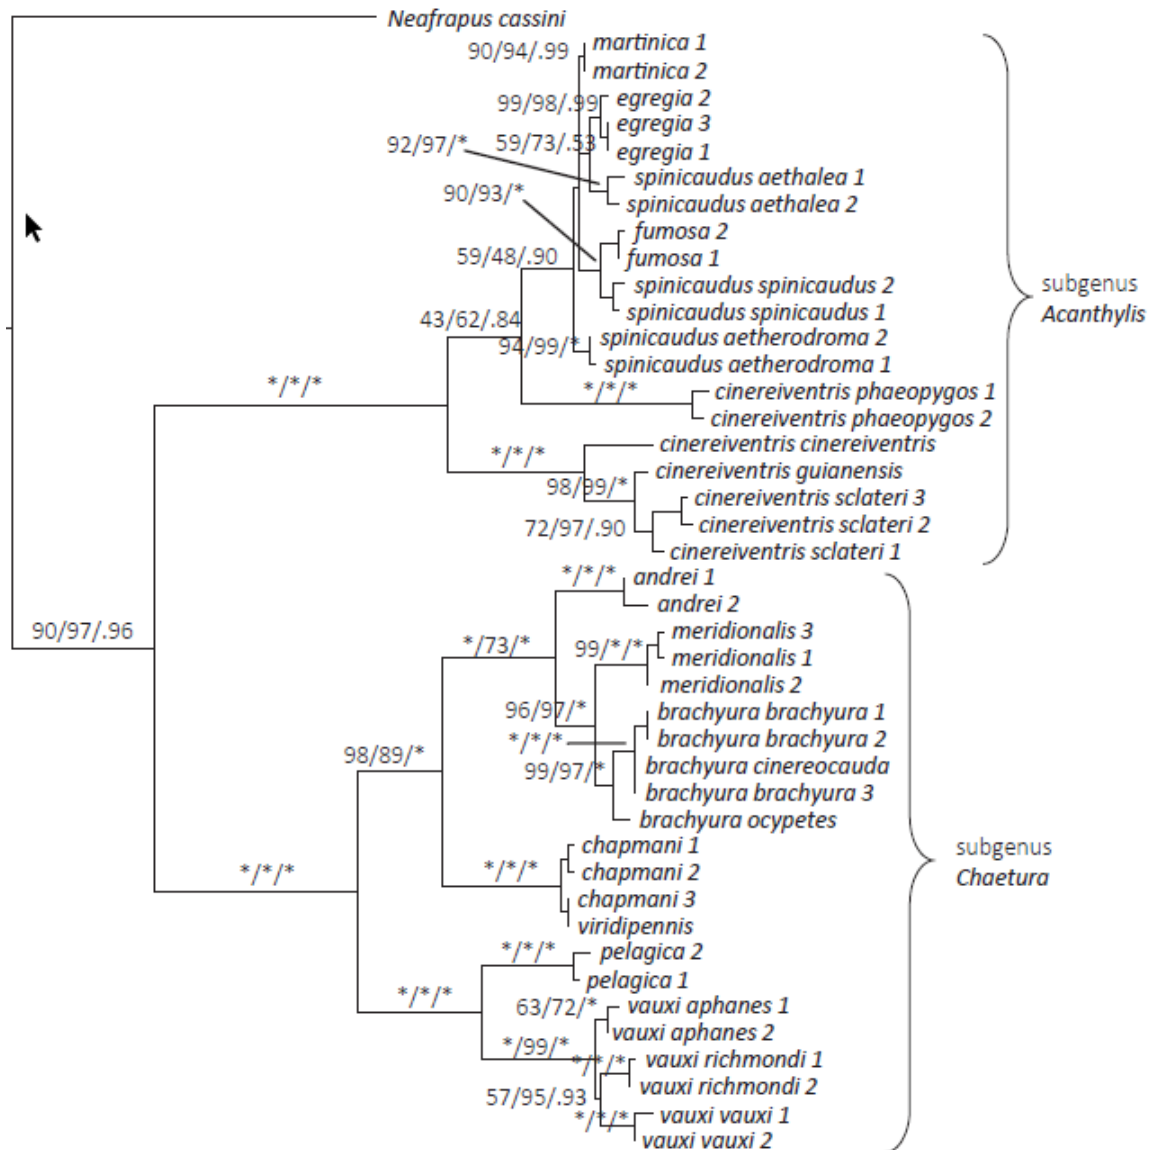 Neafrapus cassini
90/94/.99
martinica 1
martinica 2
99/98/.99
egregia 2
59/73/.53
egregia 3
92/97/*
egregia 1
spinicaudus aethalea 1
90/93/*
spinicaudus aethalea 2
fumosa 2
59/48/.90
fumosa 1
spinicaudus spinicaudus 2
subgenus
Acanthylis
43/62/.84
spinicaudus spinicaudus 1
94/99/*
spinicaudus aetherodroma 2
spinicaudus aetherodroma 1
*/*/*
*/*/*
cinereiventris phaeopygos 1
cinereiventris phaeopygos 2
*/*/*
cinereiventris cinereiventris
cinereiventris guianensis
98/99/*
cinereiventris sclateri 3
72/97/.90
cinereiventris sclateri 2
cinereiventris sclateri 1
*/*/*
andrei 1
andrei 2
90/97/.96
*/73/*
99/*/*
meridionalis 3
meridionalis 1
meridionalis 2
96/97/*
brachyura brachyura 1
*/*/*
brachyura brachyura 2
98/89/*
99/97/*
brachyura cinereocauda
brachyura brachyura 3
brachyura ocypetes
chapmani 1
subgenus
Chaetura
*/*/*
*/*/*
chapmani 2
chapmani 3
viridipennis
*/*/*
pelagica 2
pelagica 1
*/*/*
63/72/*
vauxi aphanes 1
vauxi aphanes 2
*/99/*
*/*/*
vauxi richmondi 1
vauxi richmondi 2
57/95/.93
*/*/*
vauxi vauxi 1
vauxi vauxi 2